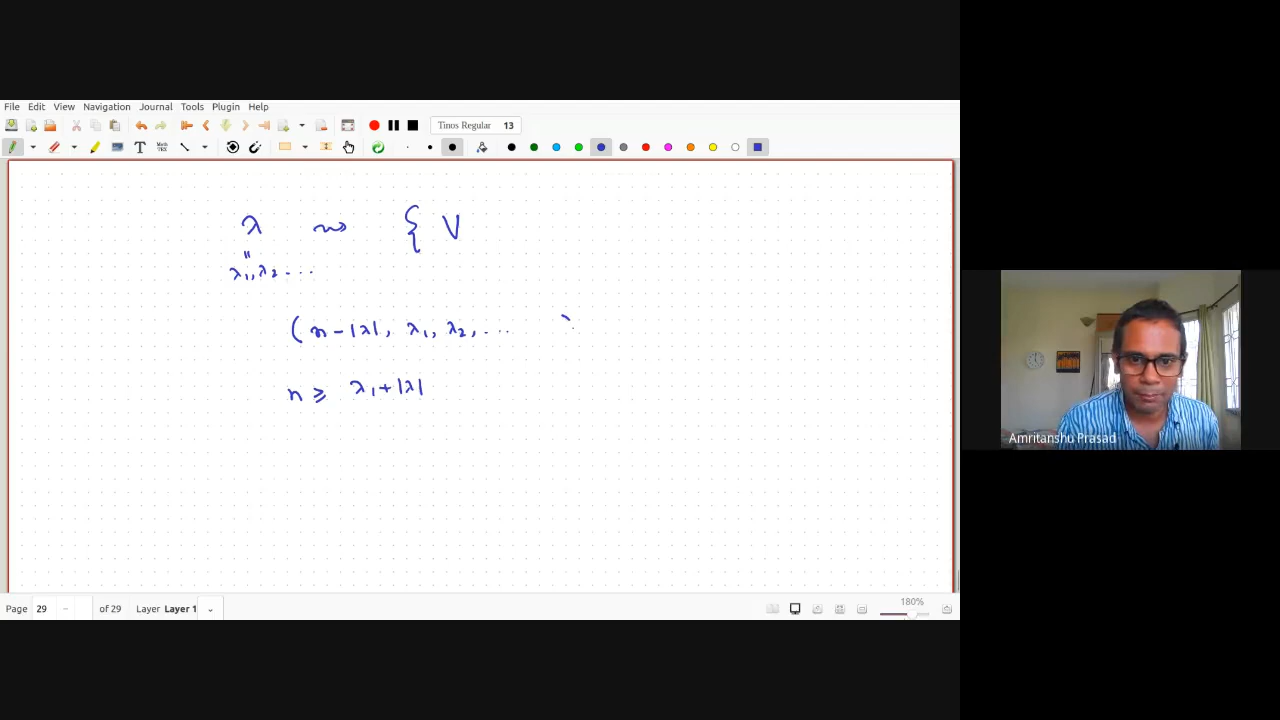 File Edit View Navigation Journal Tools Plugin Help
Tinos Regular 13
λ ⇝ { V
"
λ₁, λ₂ ...
( n - |λ|, λ₁, λ₂, ... )
n ≥ λ₁ + |λ|
Amritanshu Prasad
Page 29 of 29 Layer Layer 1 180%